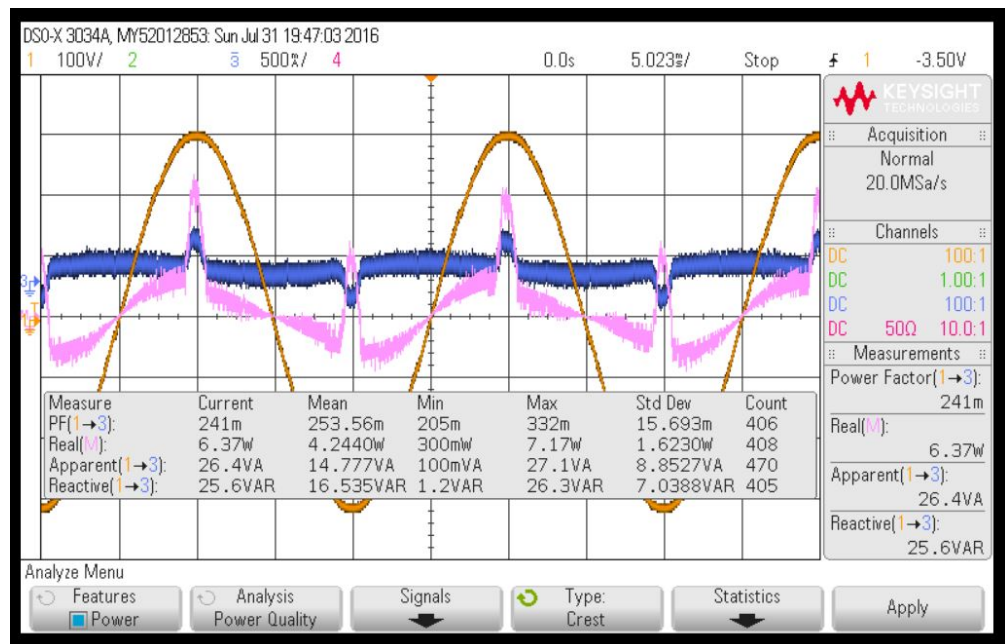 DSO-X 3034A, MY52012853: Sun Jul 31 19:47:03 2016
1 100V/ 2 3 500%/ 4 0.0s 5.023%/ Stop 1 -3.50V
KEYSIGHT
TECHNOLOGIES
Acquisition
Normal
20.0MSa/s
Channels
DC 100:1
DC 1.00:1
DC 100:1
DC 50Ω 10.0:1
Measurements
Power Factor(1→3):
241m
Real(M):
6.37W
Apparent(1→3):
26.4VA
Reactive(1→3):
25.6VAR
Measure Current Mean Min Max Std Dev Count
PF(1→3): 241m 253.56m 205m 332m 15.693m 406
Real(M): 6.37W 4.2440W 300mW 7.17W 1.6230W 408
Apparent(1→3): 26.4VA 14.777VA 100mVA 27.1VA 8.8527VA 470
Reactive(1→3): 25.6VAR 16.535VAR 1.2VAR 26.3VAR 7.0388VAR 405
Analyze Menu
Features
Power
Analysis
Power Quality
Signals
Type:
Crest
Statistics
Apply